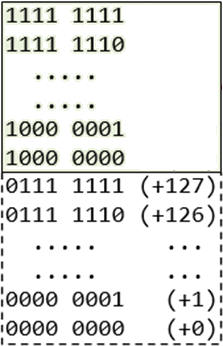 1111 1111
1111 1110
.....
.....
1000 0001
1000 0000
0111 1111 (+127)
0111 1110 (+126)
..... ...
..... ...
0000 0001 (+1)
0000 0000 (+0)